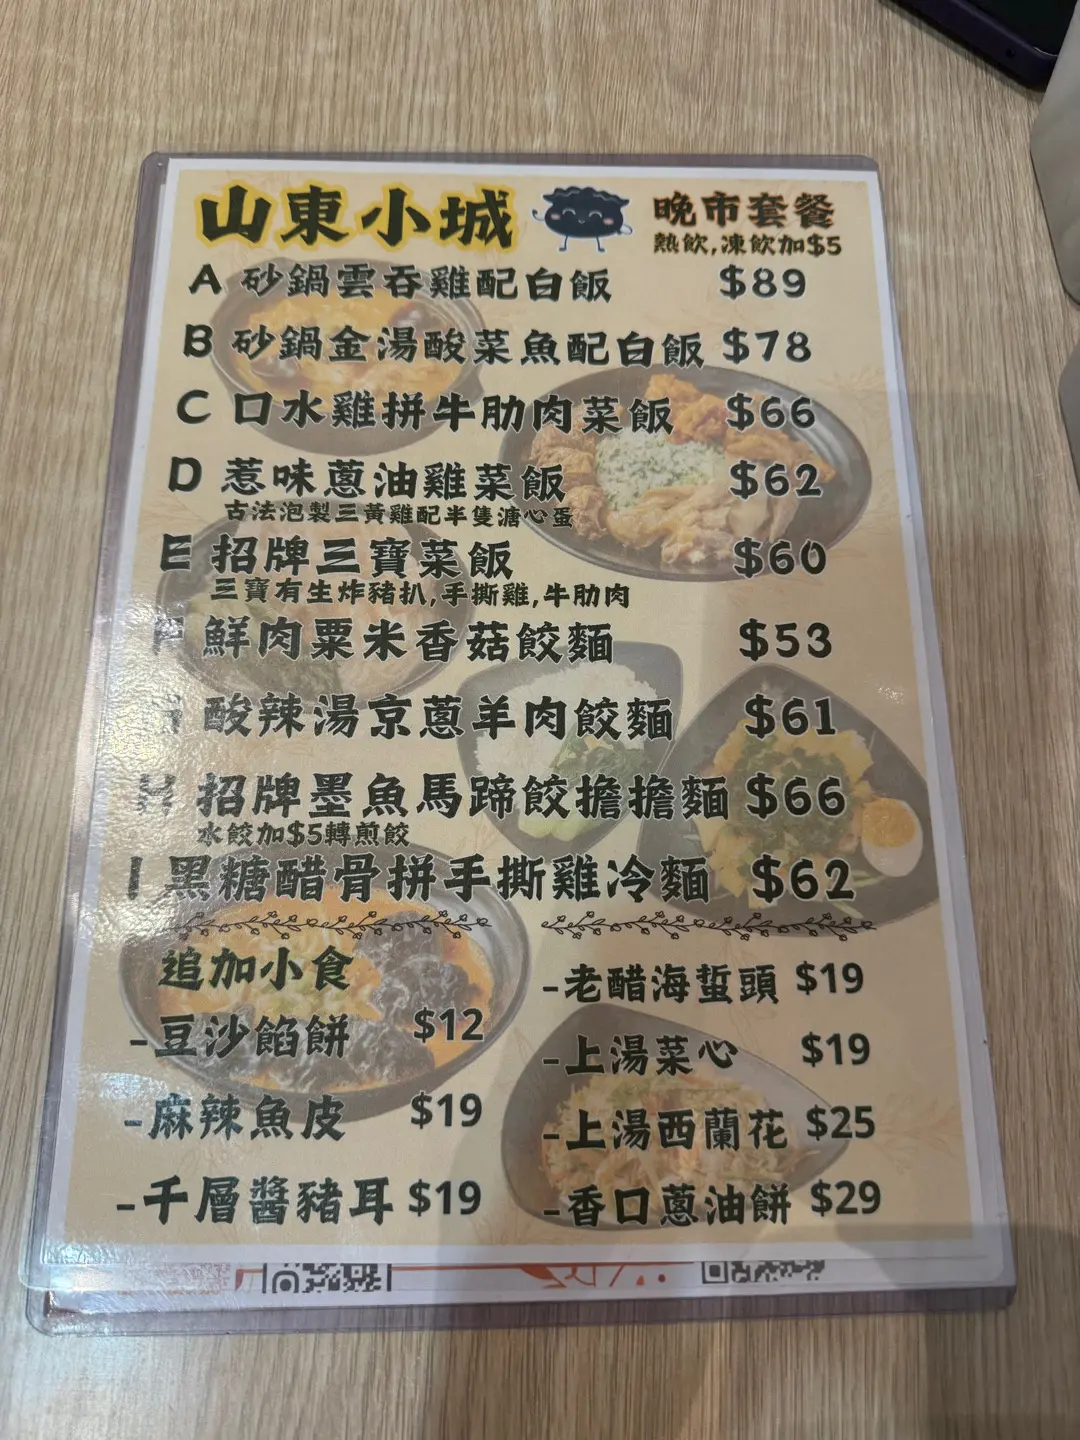 山東小城
晚市套餐
熱飲,凍飲加$5
A 砂鍋雲吞雞配白飯 $89
B 砂鍋金湯酸菜魚配白飯 $78
C 口水雞拼牛肋肉菜飯 $66
D 惹味蔥油雞菜飯 $62
古法泡製三黃雞配半隻溏心蛋
E 招牌三寶菜飯 $60
三寶有生炸豬扒,手撕雞,牛肋肉
F 鮮肉粟米香菇餃麵 $53
G 酸辣湯京蔥羊肉餃麵 $61
H 招牌墨魚馬蹄餃擔擔麵 $66
水餃加$5轉煎餃
I 黑糖醋骨拼手撕雞冷麵 $62
追加小食
-豆沙餡餅 $12
-麻辣魚皮 $19
-千層醬豬耳 $19
-老醋海蜇頭 $19
-上湯菜心 $19
-上湯西蘭花 $25
-香口蔥油餅 $29